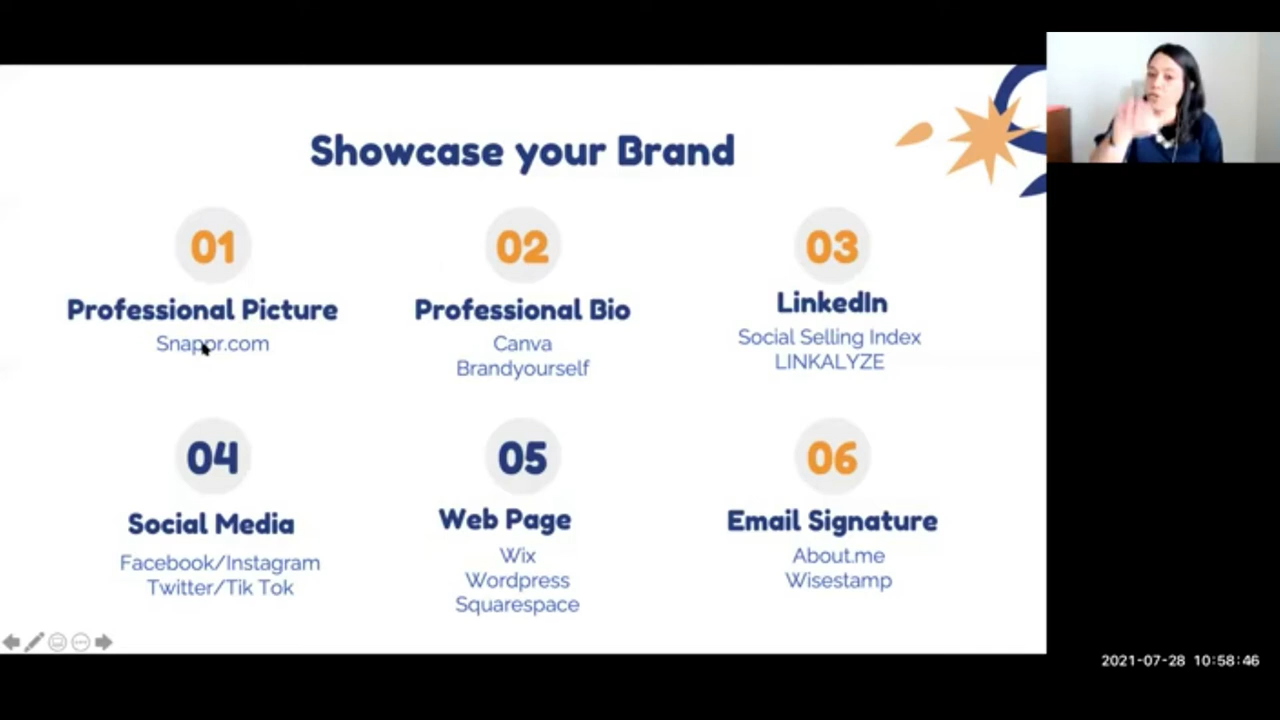 Showcase your Brand
01
02
03
Professional Picture
Professional Bio
LinkedIn
Snappr.com
Canva
Brandyourself
Social Selling Index
LINKALYZE
04
05
06
Social Media
Web Page
Email Signature
Facebook/Instagram
Twitter/Tik Tok
Wix
Wordpress
Squarespace
About.me
Wisestamp
2021-07-28 10:58:46